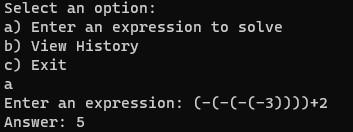 Select an option:
a) Enter an expression to solve
b) View History
c) Exit
a
Enter an expression: (-(-(-(-3))))+2
Answer: 5